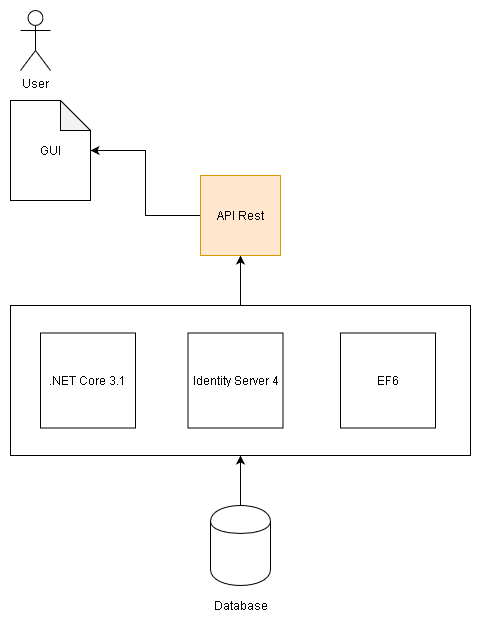 User
GUI
API Rest
.NET Core 3.1
Identity Server 4
EF6
Database